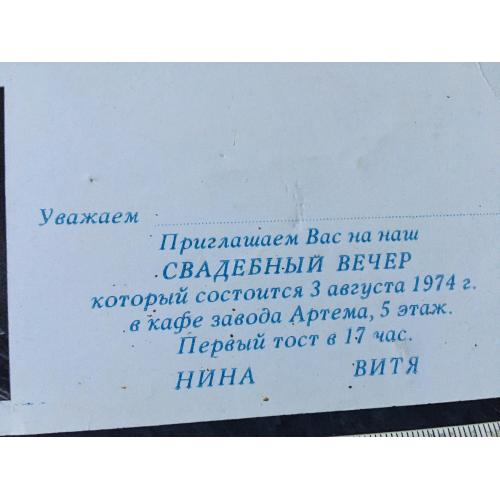 Уважаем
Приглашаем Вас на наш
СВАДЕБНЫЙ ВЕЧЕР
который состоится 3 августа 1974 г.
в кафе завода Артема, 5 этаж.
Первый тост в 17 час.
НИНА ВИТЯ